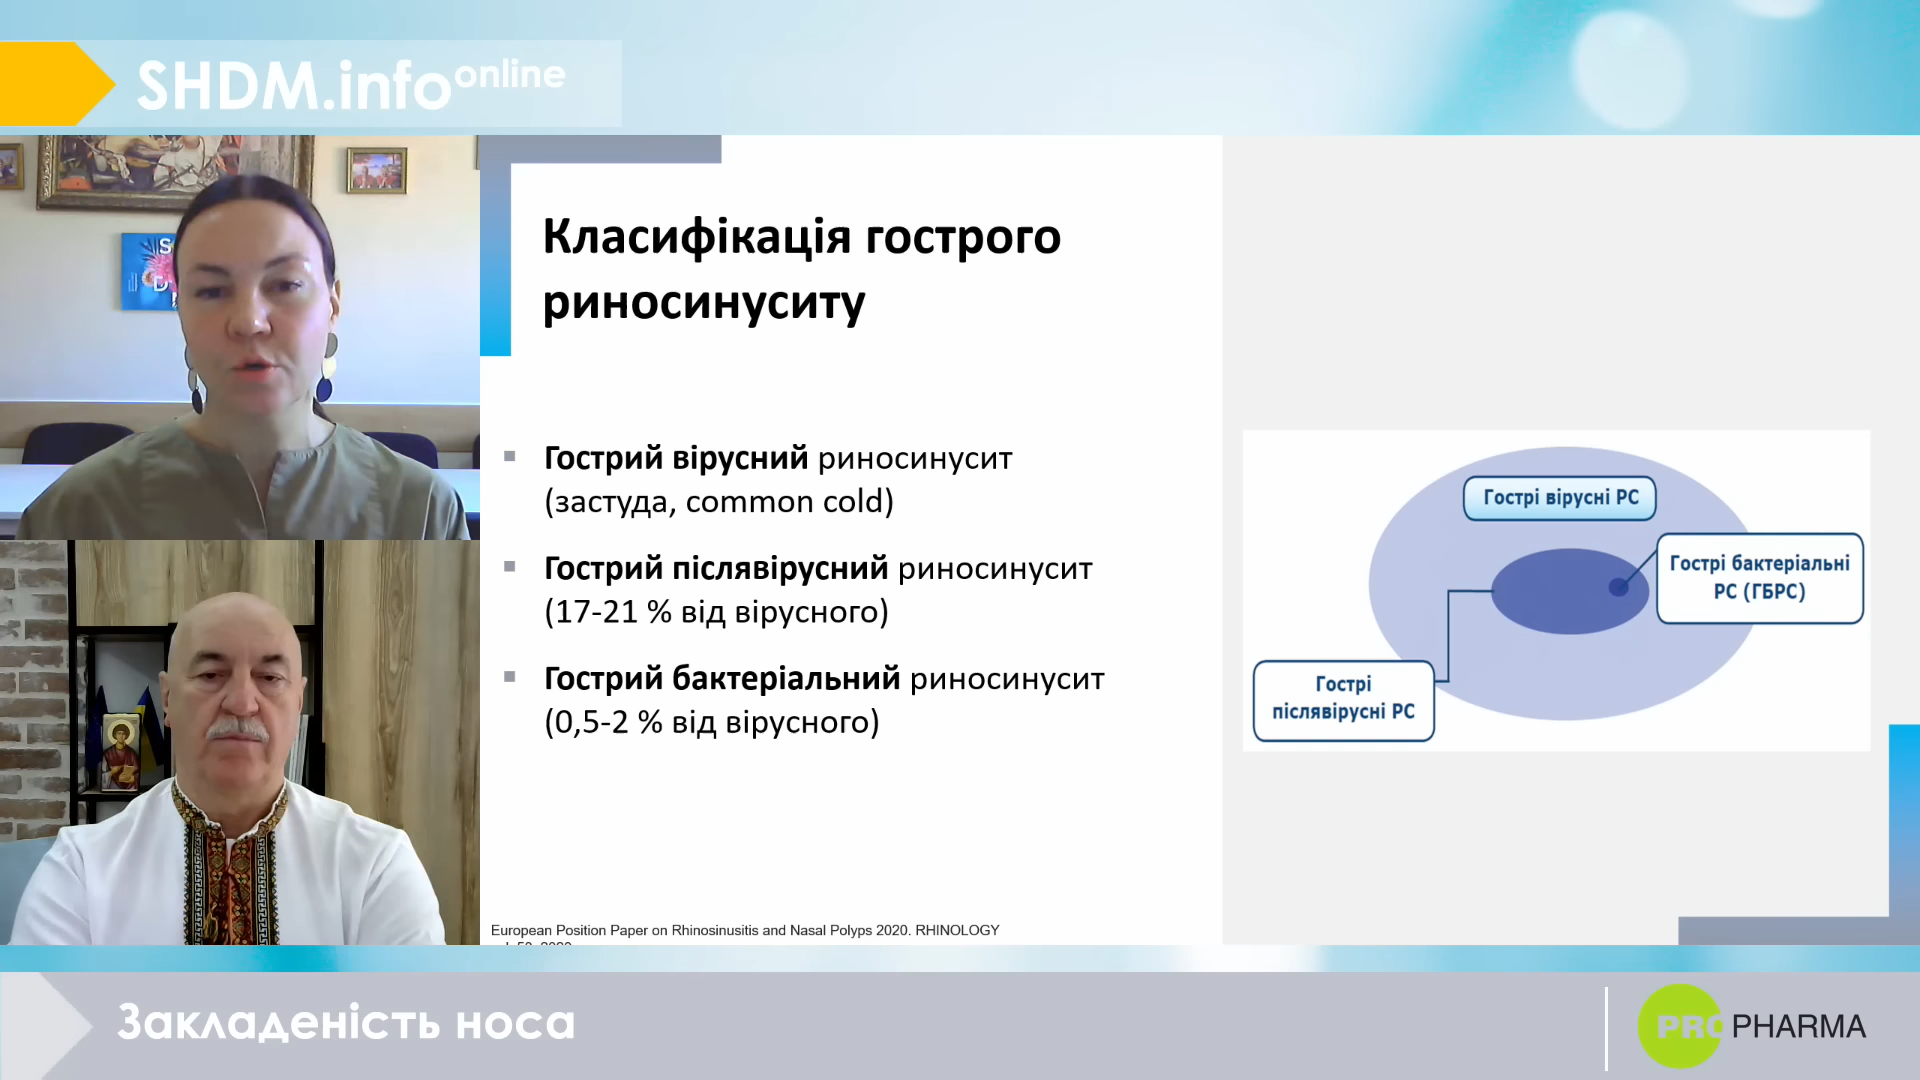 SHDM.info online
Класифікація гострого
риносинуситу
▪ Гострий вірусний риносинусит
(застуда, common cold)
▪ Гострий післявірусний риносинусит
(17-21 % від вірусного)
▪ Гострий бактеріальний риносинусит
(0,5-2 % від вірусного)
Гострі вірусні РС
Гострі бактеріальні
РС (ГБРС)
Гострі
післявірусні РС
European Position Paper on Rhinosinusitis and Nasal Polyps 2020. RHINOLOGY
Закладеність носа
PRO PHARMA